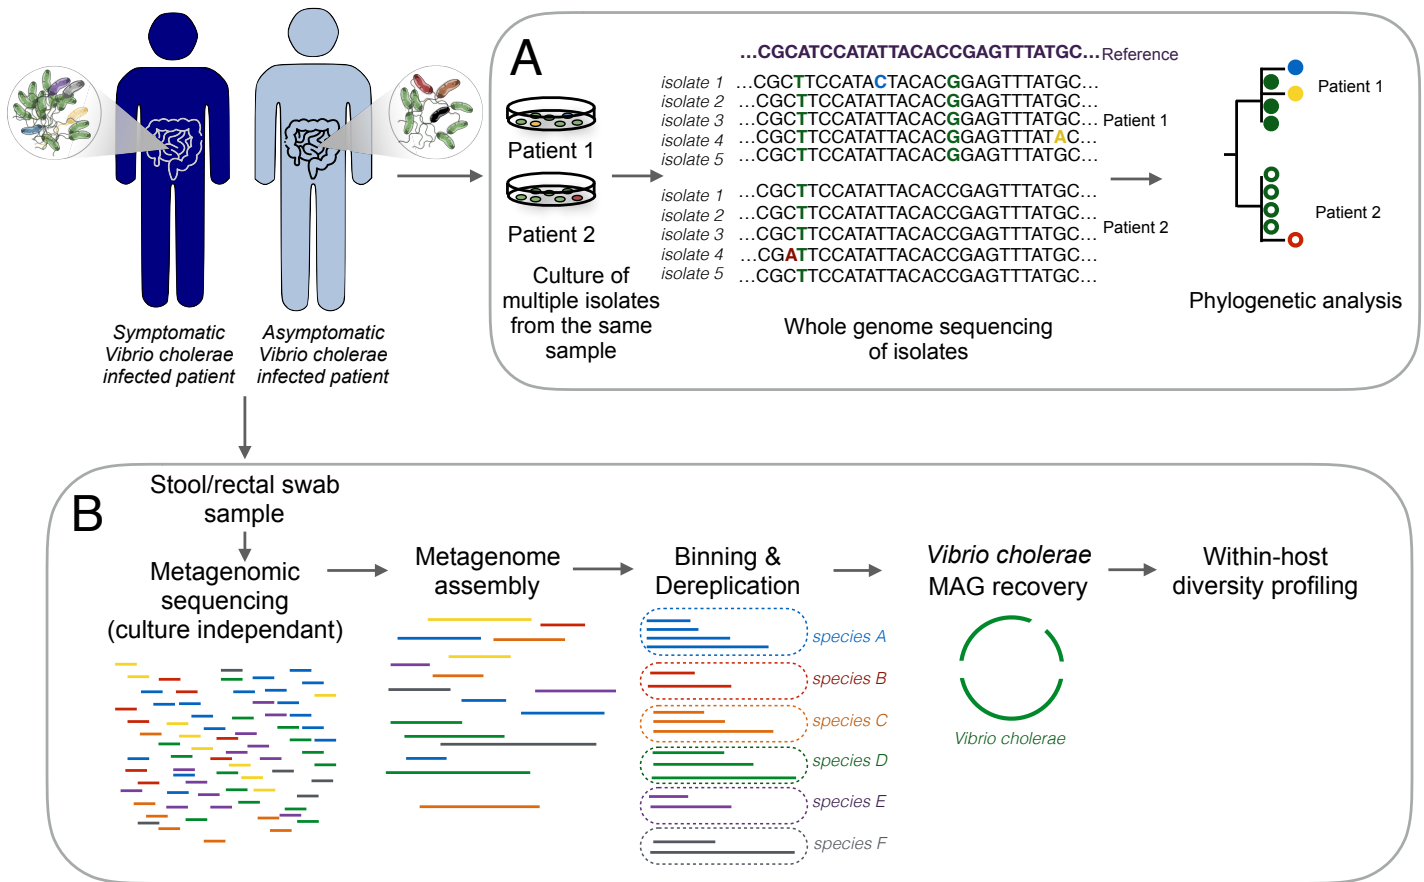 Symptomatic
Vibrio cholerae
infected patient
Asymptomatic
Vibrio cholerae
infected patient
A
Patient 1
Patient 2
Culture of
multiple isolates
from the same
sample
...CGCATCCATATTACACCGAGTTTATGC... Reference
isolate 1 ...CGCTTCCATACTACACGGAGTTTATGC...
isolate 2 ...CGCTTCCATATTACACGGAGTTTATGC...
isolate 3 ...CGCTTCCATATTACACGGAGTTTATGC...
isolate 4 ...CGCTTCCATATTACACGGAGTTTATAC...
isolate 5 ...CGCTTCCATATTACACGGAGTTTATGC...
Patient 1
isolate 1 ...CGCTTCCATATTACACCGAGTTTATGC...
isolate 2 ...CGCTTCCATATTACACCGAGTTTATGC...
isolate 3 ...CGCTTCCATATTACACCGAGTTTATGC...
isolate 4 ...CGATTCCATATTACACCGAGTTTATGC...
isolate 5 ...CGCTTCCATATTACACCGAGTTTATGC...
Patient 2
Whole genome sequencing
of isolates
Patient 1
Patient 2
Phylogenetic analysis
B
Stool/rectal swab
sample
Metagenomic
sequencing
(culture independant)
Metagenome
assembly
Binning &
Dereplication
species A
species B
species C
species D
species E
species F
Vibrio cholerae
MAG recovery
Vibrio cholerae
Within-host
diversity profiling